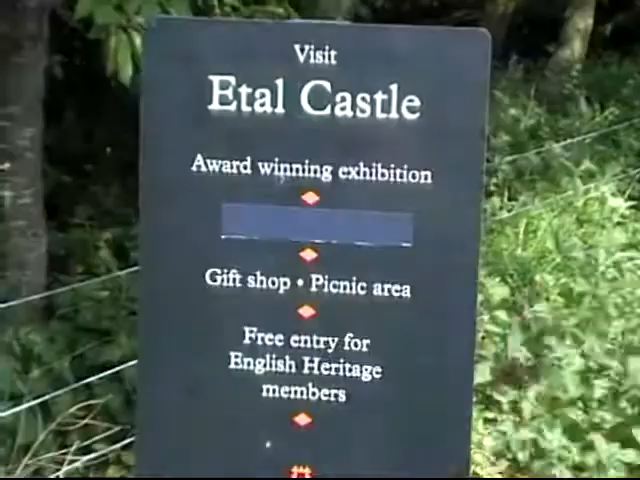 Visit
Etal Castle
Award winning exhibition
Gift shop • Picnic area
Free entry for
English Heritage
members